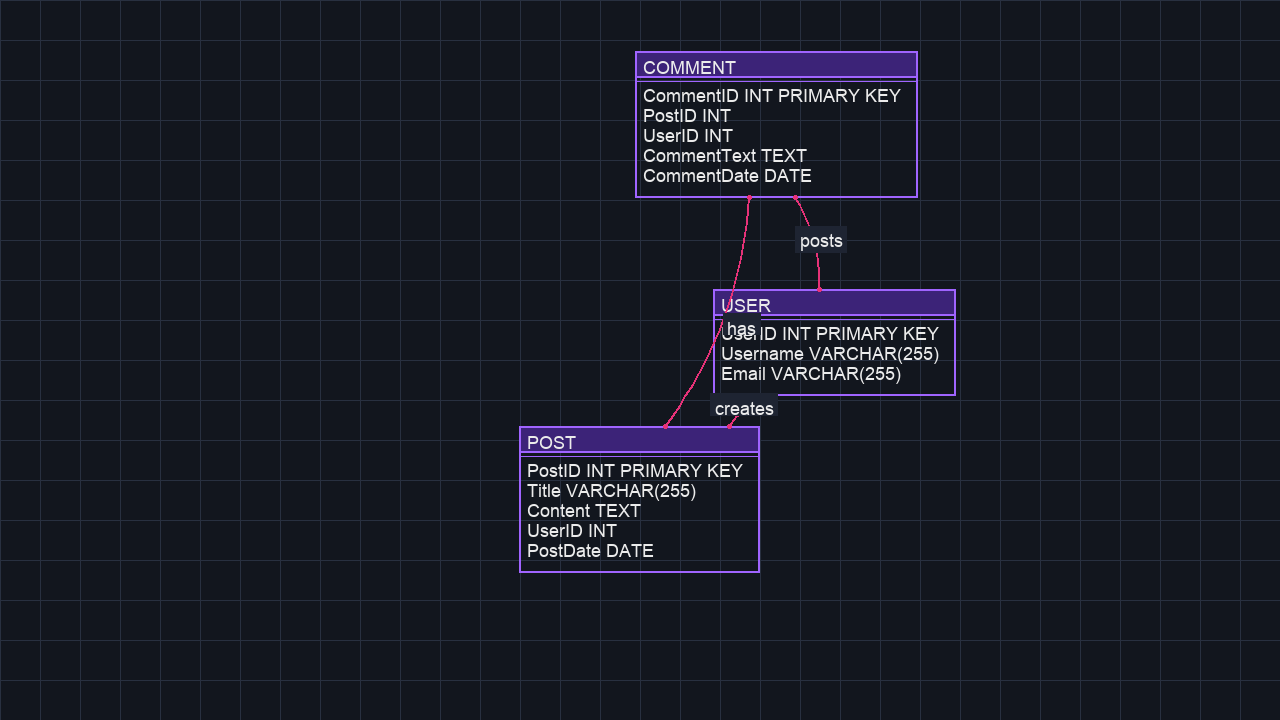 COMMENT
CommentID INT PRIMARY KEY
PostID INT
UserID INT
CommentText TEXT
CommentDate DATE
posts
USER
has
UserID INT PRIMARY KEY
Username VARCHAR(255)
Email VARCHAR(255)
creates
POST
PostID INT PRIMARY KEY
Title VARCHAR(255)
Content TEXT
UserID INT
PostDate DATE